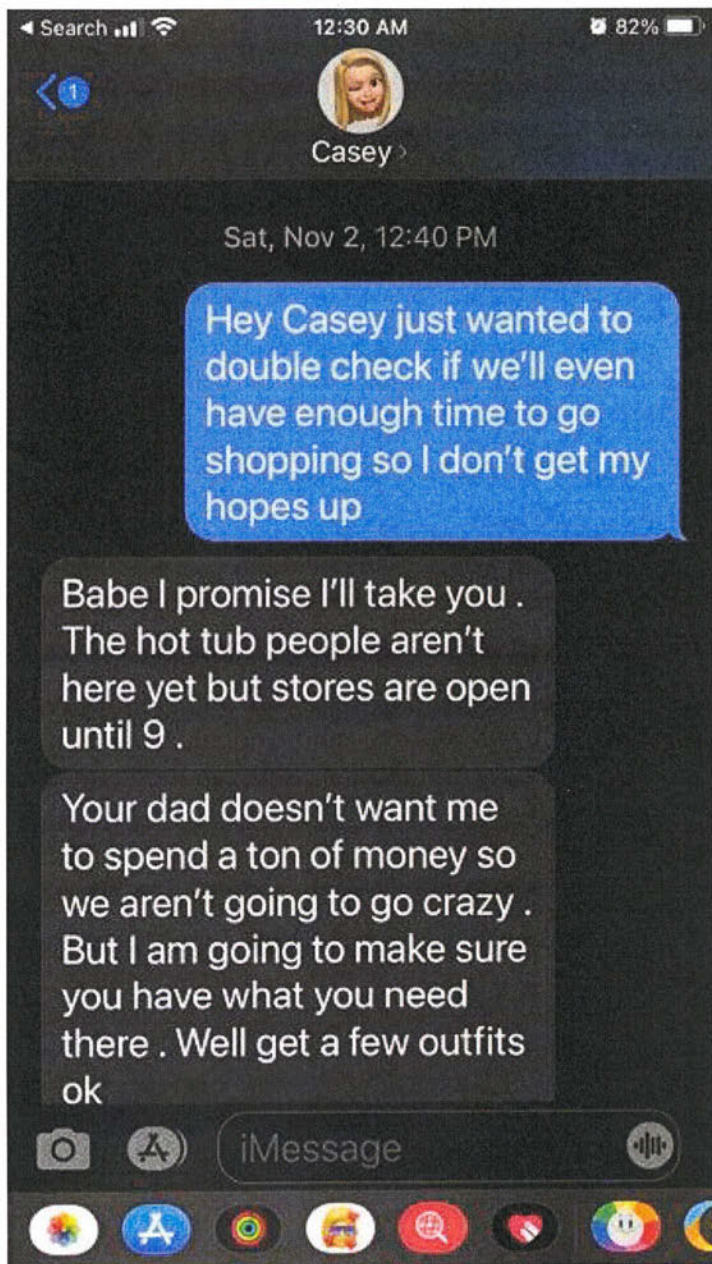 ◀ Search 12:30 AM 82%
1
Casey >
Sat, Nov 2, 12:40 PM
Hey Casey just wanted to
double check if we’ll even
have enough time to go
shopping so I don’t get my
hopes up
Babe I promise I’ll take you .
The hot tub people aren’t
here yet but stores are open
until 9 .
Your dad doesn’t want me
to spend a ton of money so
we aren’t going to go crazy .
But I am going to make sure
you have what you need
there . Well get a few outfits
ok
iMessage